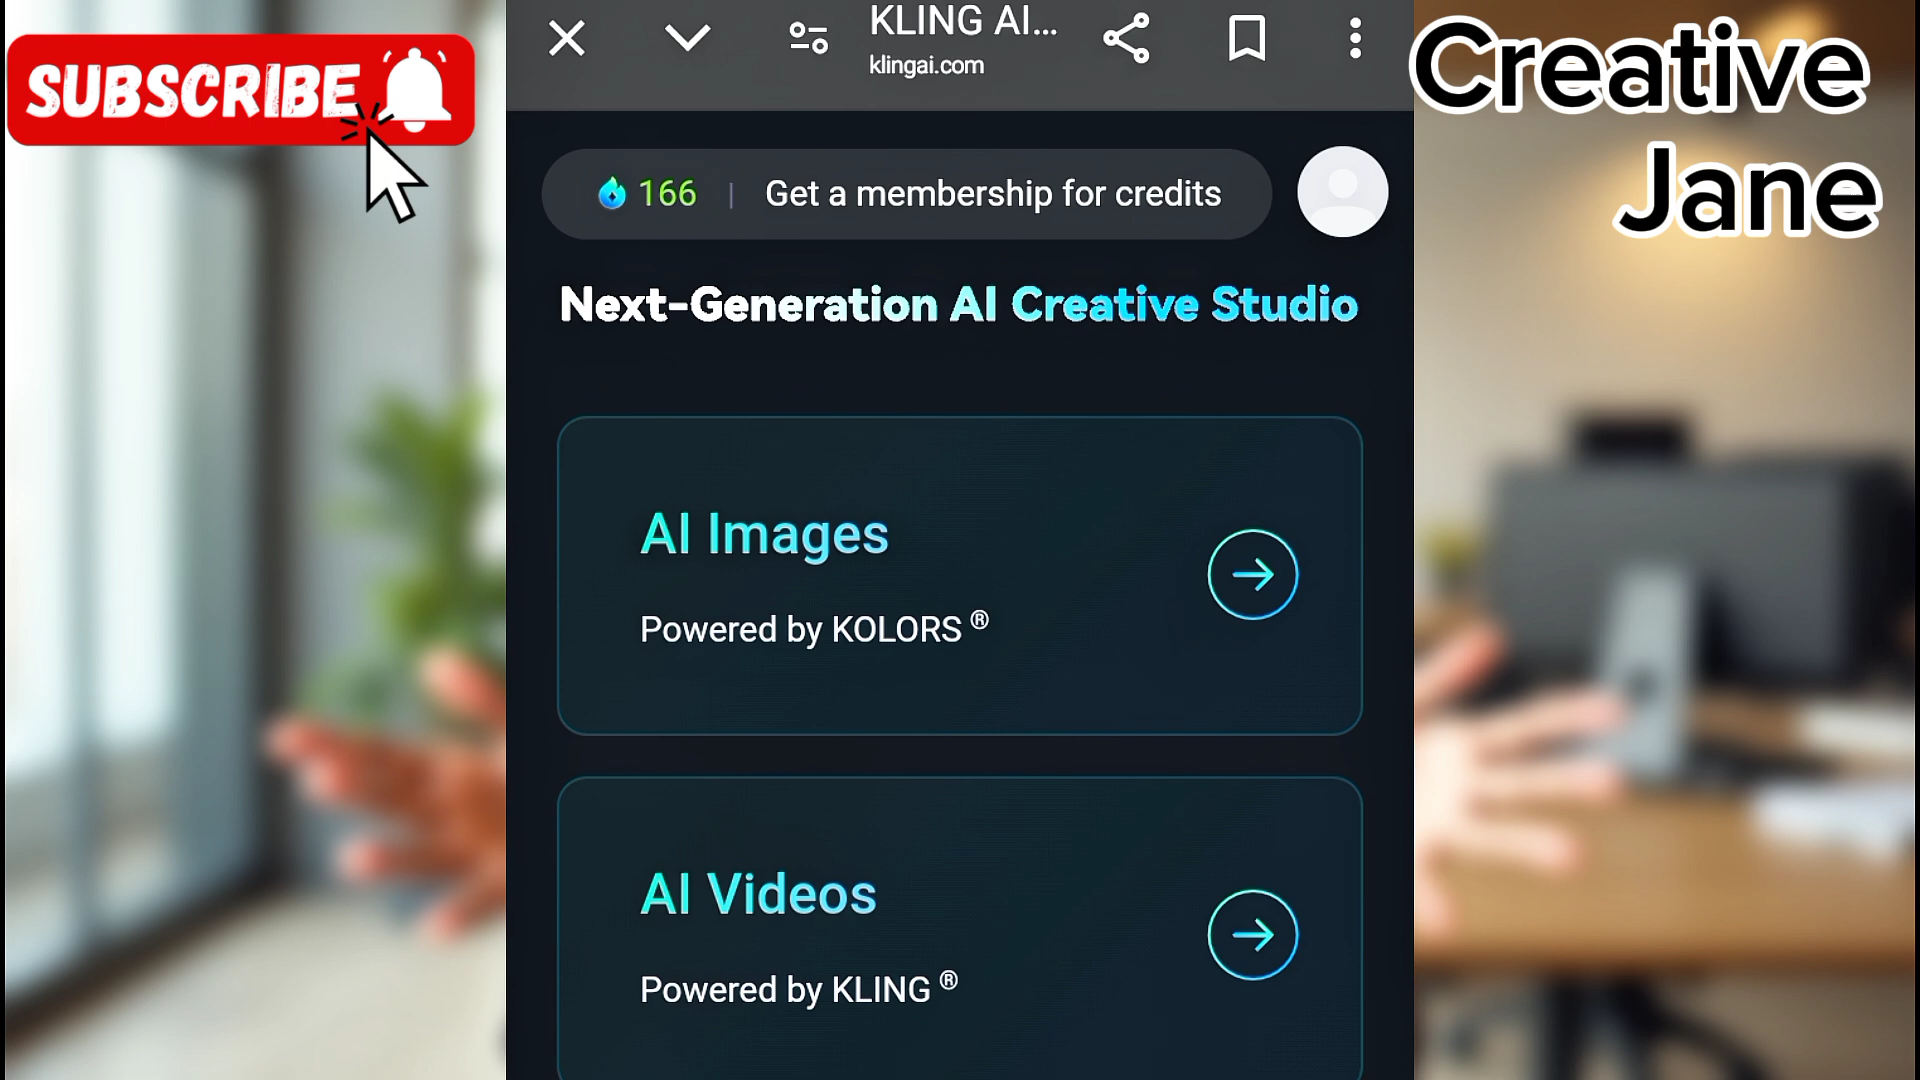 SUBSCRIBE
KLING AI...
klingai.com
Creative
Jane
166 | Get a membership for credits
Next-Generation AI Creative Studio
AI Images
Powered by KOLORS ®
AI Videos
Powered by KLING ®